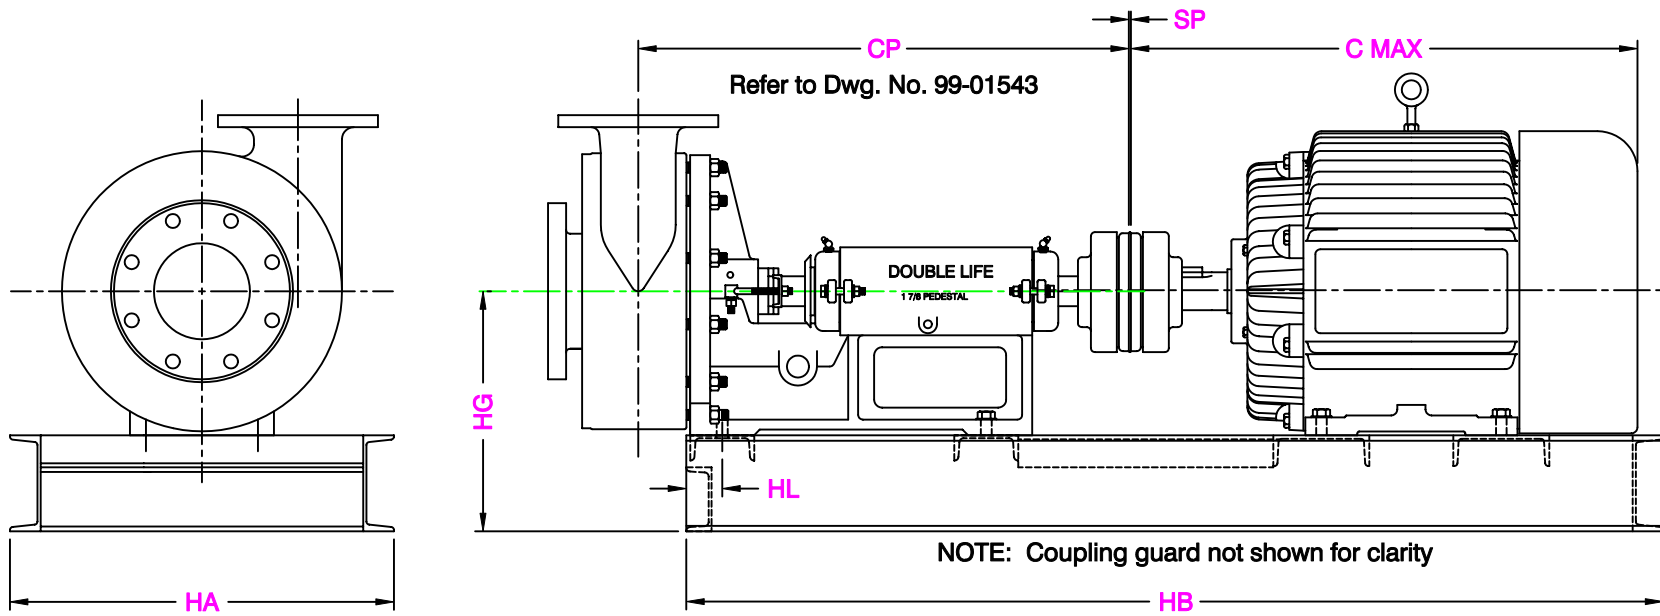 SP
CP
C MAX
Refer to Dwg. No. 99-01543
DOUBLE LIFE
1 7/8 PEDESTAL
HG
HL
NOTE: Coupling guard not shown for clarity
HA
HB